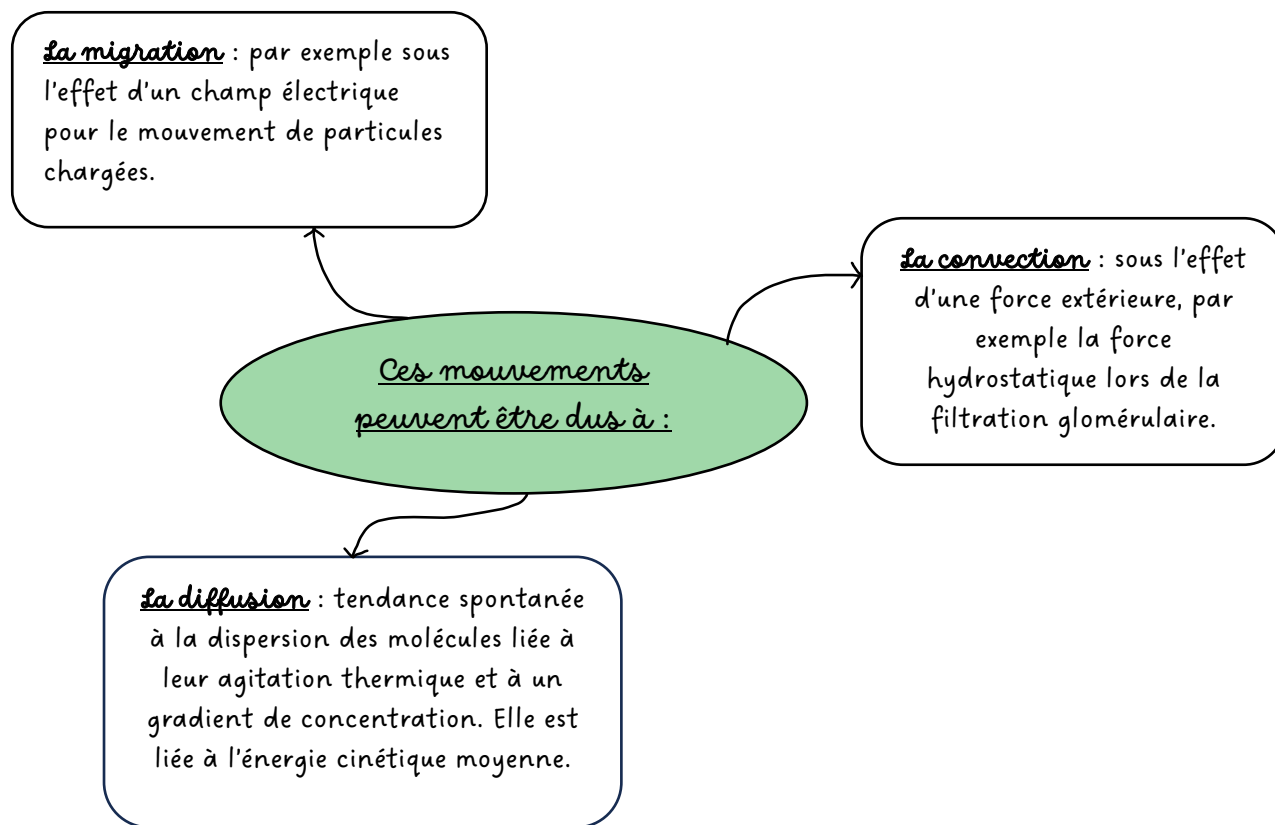 La migration : par exemple sous
l'effet d'un champ électrique
pour le mouvement de particules
chargées.
La convection : sous l'effet
d'une force extérieure, par
exemple la force
hydrostatique lors de la
filtration glomérulaire.
Ces mouvements
peuvent être dus à :
La diffusion : tendance spontanée
à la dispersion des molécules liée à
leur agitation thermique et à un
gradient de concentration. Elle est
liée à l'énergie cinétique moyenne.